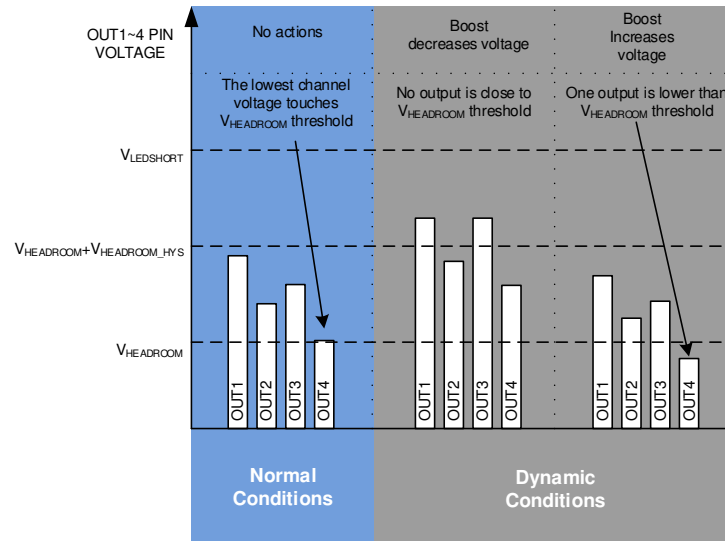 OUT1~4 PIN
VOLTAGE
No actions
Boost
decreases voltage
Boost
Increases
voltage
The lowest channel
voltage touches
VHEADROOM threshold
No output is close to
VHEADROOM threshold
One output is lower than
VHEADROOM threshold
VLEDSHORT
VHEADROOM+VHEADROOM_HYS
VHEADROOM
OUT1
OUT2
OUT3
OUT4
OUT1
OUT2
OUT3
OUT4
OUT1
OUT2
OUT3
OUT4
Normal
Conditions
Dynamic
Conditions